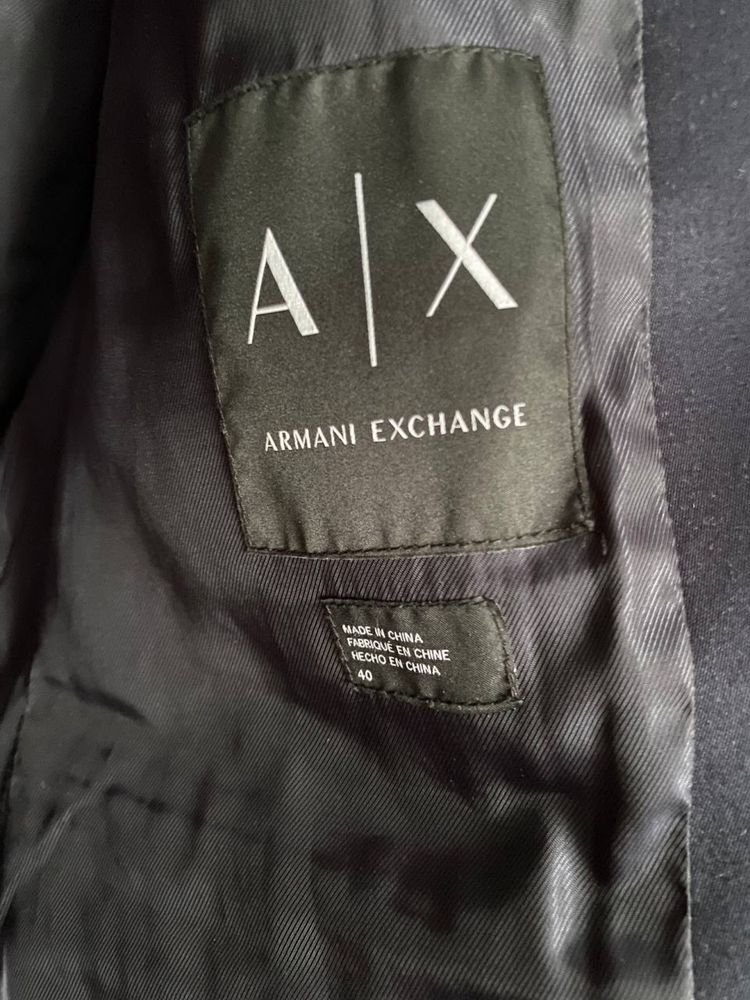 A|X
ARMANI EXCHANGE
MADE IN CHINA
FABRIQUÉ EN CHINE
HECHO EN CHINA
40